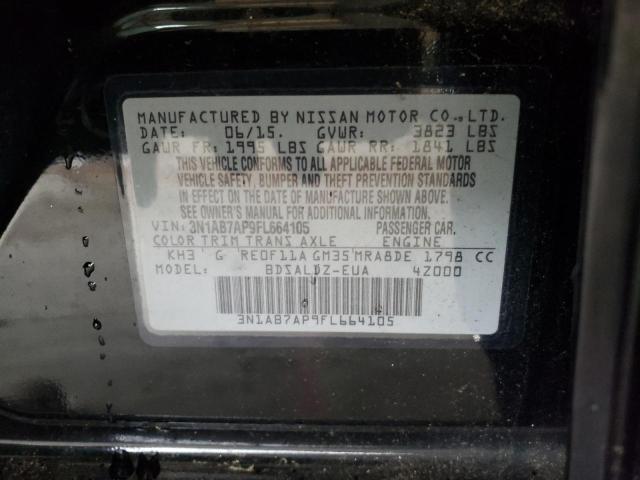 MANUFACTURED BY NISSAN MOTOR CO.,LTD.
DATE: 06/15. GVWR: 3823 LBS
GAWR FR: 1995 LBS GAWR RR: 1841 LBS
THIS VEHICLE CONFORMS TO ALL APPLICABLE FEDERAL MOTOR
VEHICLE SAFETY, BUMPER AND THEFT PREVENTION STANDARDS
IN EFFECT ON THE DATE OF MANUFACTURE SHOWN ABOVE.
SEE OWNER'S MANUAL FOR ADDITIONAL INFORMATION.
VIN: 3N1AB7AP9FL664105 PASSENGER CAR.
COLOR TRIM TRANS AXLE ENGINE
KH3 G RE0F11A GM35 MRA8DE 1798 CC
MODEL: BDSALDZ-EUA 4Z000
3N1AB7AP9FL664105